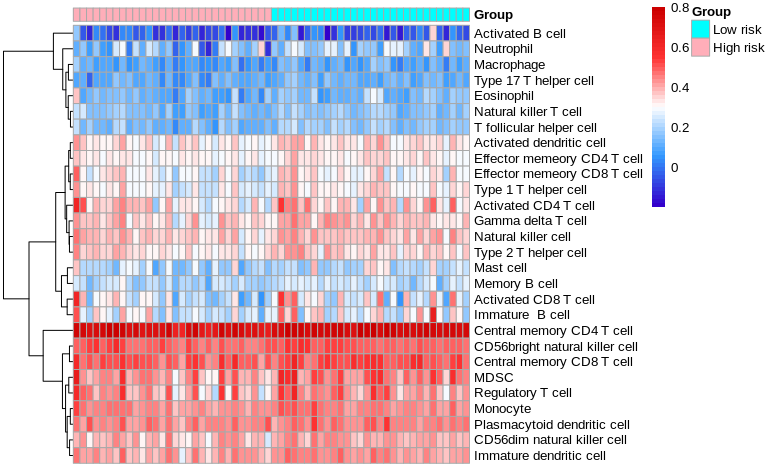 Group
Activated B cell
Neutrophil
Macrophage
Type 17 T helper cell
Eosinophil
Natural killer T cell
T follicular helper cell
Activated dendritic cell
Effector memeory CD4 T cell
Effector memeory CD8 T cell
Type 1 T helper cell
Activated CD4 T cell
Gamma delta T cell
Natural killer cell
Type 2 T helper cell
Mast cell
Memory B cell
Activated CD8 T cell
Immature  B cell
Central memory CD4 T cell
CD56bright natural killer cell
Central memory CD8 T cell
MDSC
Regulatory T cell
Monocyte
Plasmacytoid dendritic cell
CD56dim natural killer cell
Immature dendritic cell
0.8
0.6
0.4
0.2
0
Group
Low risk
High risk